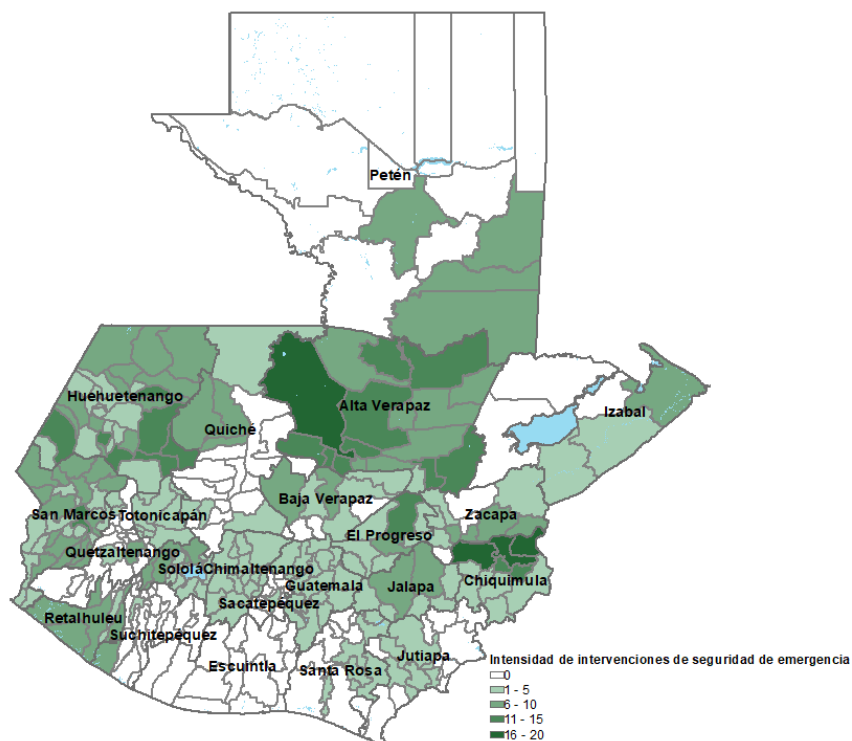 Petén
Huehuetenango
Quiché
Alta Verapaz
Izabal
Baja Verapaz
San Marcos
Totonicapán
Zacapa
El Progreso
Quetzaltenango
Sololá
Chimaltenango
Guatemala
Jalapa
Chiquimula
Sacatepéquez
Retalhuleu
Suchitepéquez
Escuintla
Santa Rosa
Jutiapa
Intensidad de intervenciones de seguridad de emergencia
0
1 - 5
6 - 10
11 - 15
16 - 20